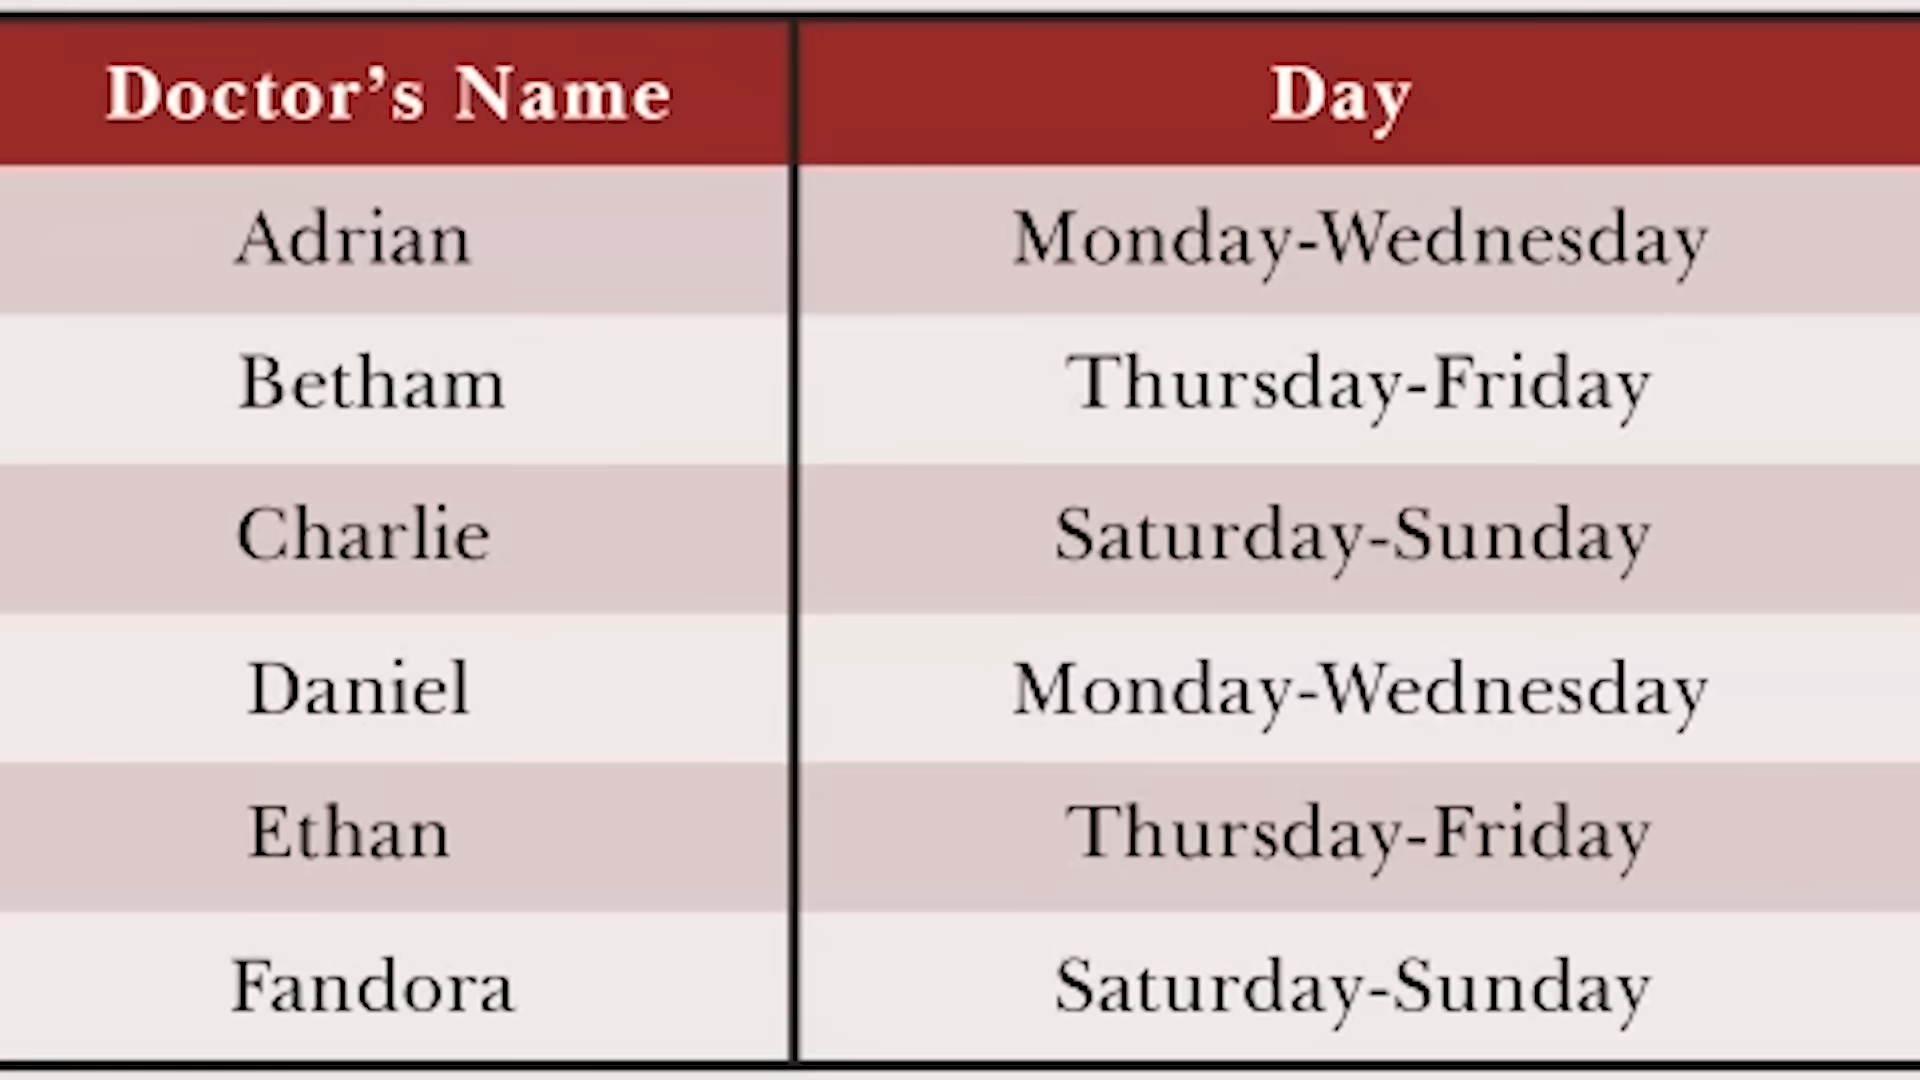 Doctor’s Name Day
Adrian Monday-Wednesday
Betham Thursday-Friday
Charlie Saturday-Sunday
Daniel Monday-Wednesday
Ethan Thursday-Friday
Fandora Saturday-Sunday